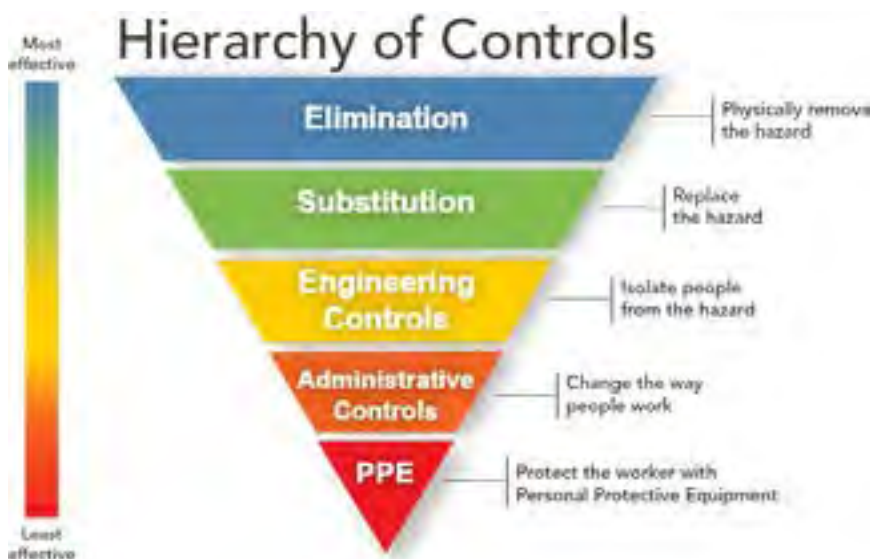 Hierarchy of Controls
Most
effective
Elimination
Physically remove
the hazard
Substitution
Replace
the hazard
Engineering
Controls
Isolate people
from the hazard
Administrative
Controls
Change the way
people work
PPE
Protect the worker with
Personal Protective Equipment
Least
effective